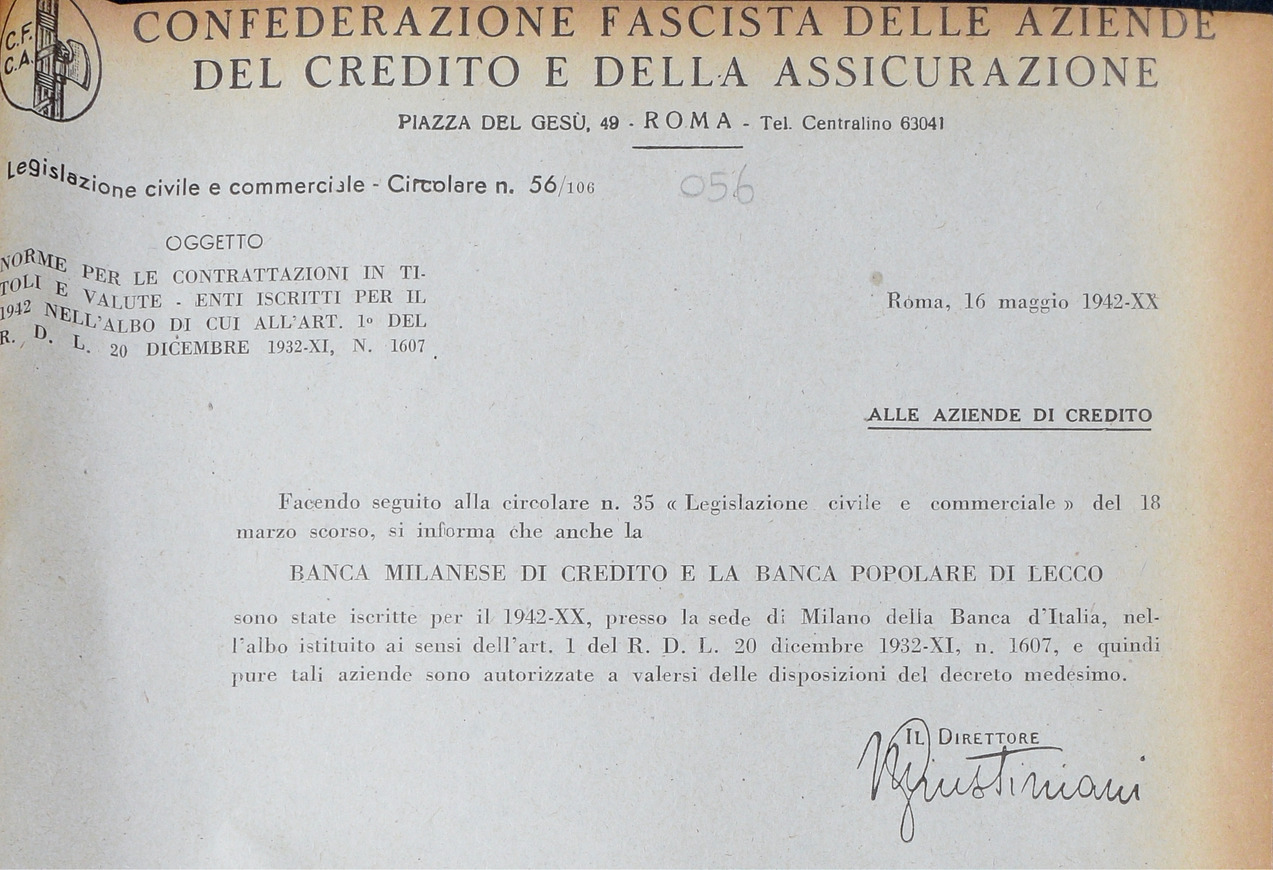 C. F.
C. A.
CONFEDERAZIONE FASCISTA DELLE AZIENDE
DEL CREDITO E DELLA ASSICURAZIONE
PIAZZA DEL GESÙ, 49 - ROMA - Tel. Centralino 63041
Legislazione civile e commerciale - Circolare n. 56/106
056
OGGETTO
NORME PER LE CONTRATTAZIONI IN TI-
TOLI E VALUTE - ENTI ISCRITTI PER IL
1942 NELL'ALBO DI CUI ALL'ART. 1º DEL
R. D. L. 20 DICEMBRE 1932-XI, N. 1607
Roma, 16 maggio 1942-XX
ALLE AZIENDE DI CREDITO
Facendo seguito alla circolare n. 35 « Legislazione civile e commerciale » del 18
marzo scorso, si informa che anche la
BANCA MILANESE DI CREDITO E LA BANCA POPOLARE DI LECCO
sono state iscritte per il 1942-XX, presso la sede di Milano della Banca d'Italia, nel-
l'albo istituito ai sensi dell'art. 1 del R. D. L. 20 dicembre 1932-XI, n. 1607, e quindi
pure tali aziende sono autorizzate a valersi delle disposizioni del decreto medesimo.
IL DIRETTORE
Giustiniani